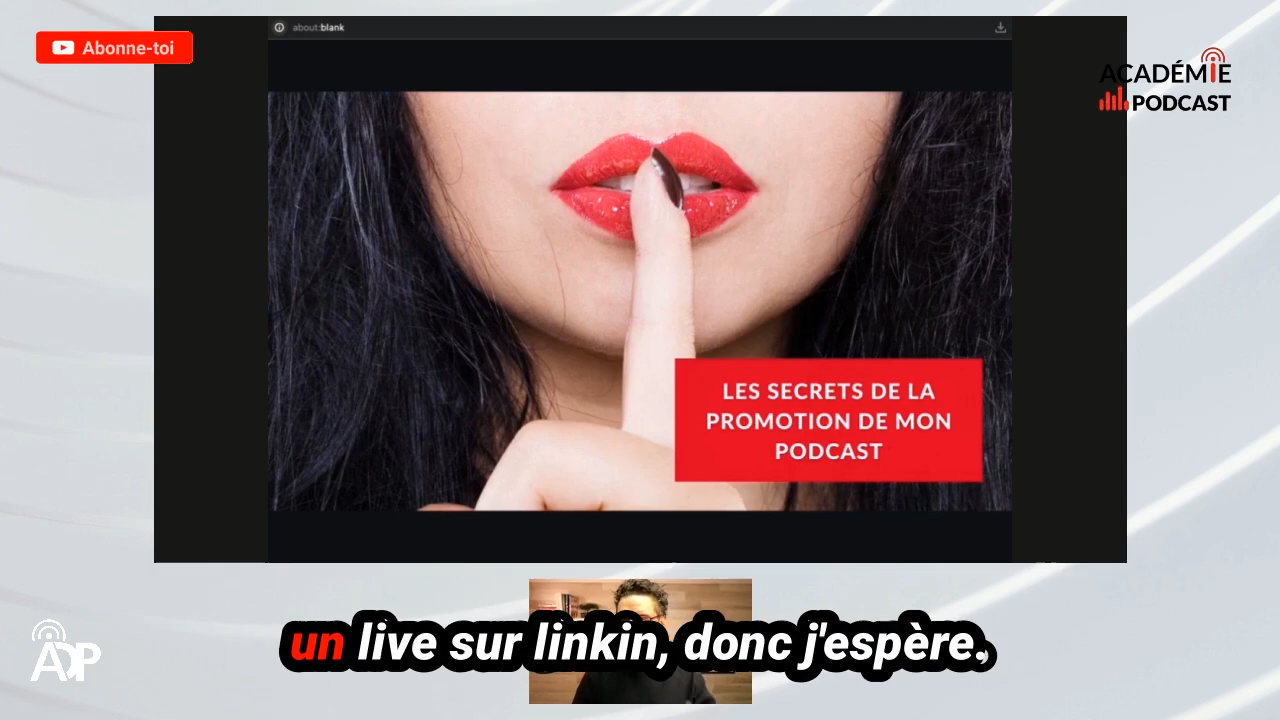 about:blank
Abonne-toi
ACADÉMIE
PODCAST
LES SECRETS DE LA
PROMOTION DE MON
PODCAST
un live sur linkin, donc j'espère.
ADP